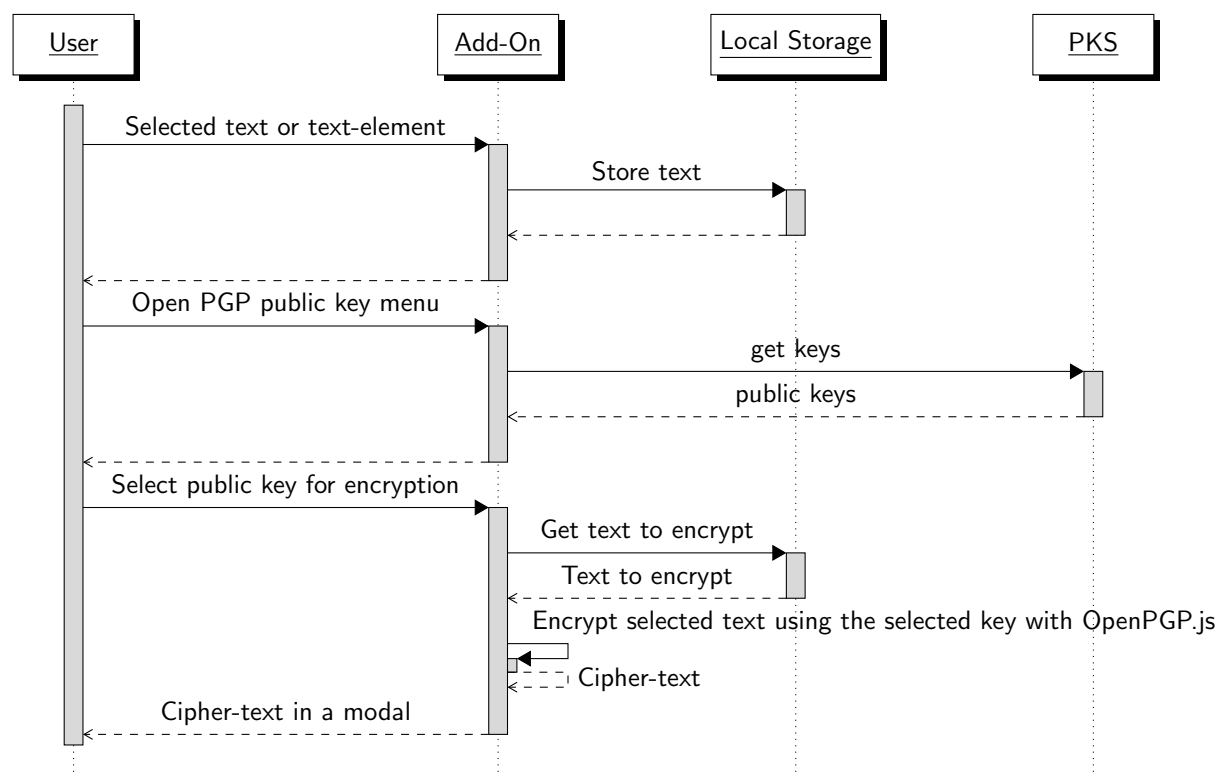 User
Add-On
Local Storage
PKS
Selected text or text-element
Store text
Open PGP public key menu
get keys
public keys
Select public key for encryption
Get text to encrypt
Text to encrypt
Encrypt selected text using the selected key with OpenPGP.js
Cipher-text
Cipher-text in a modal